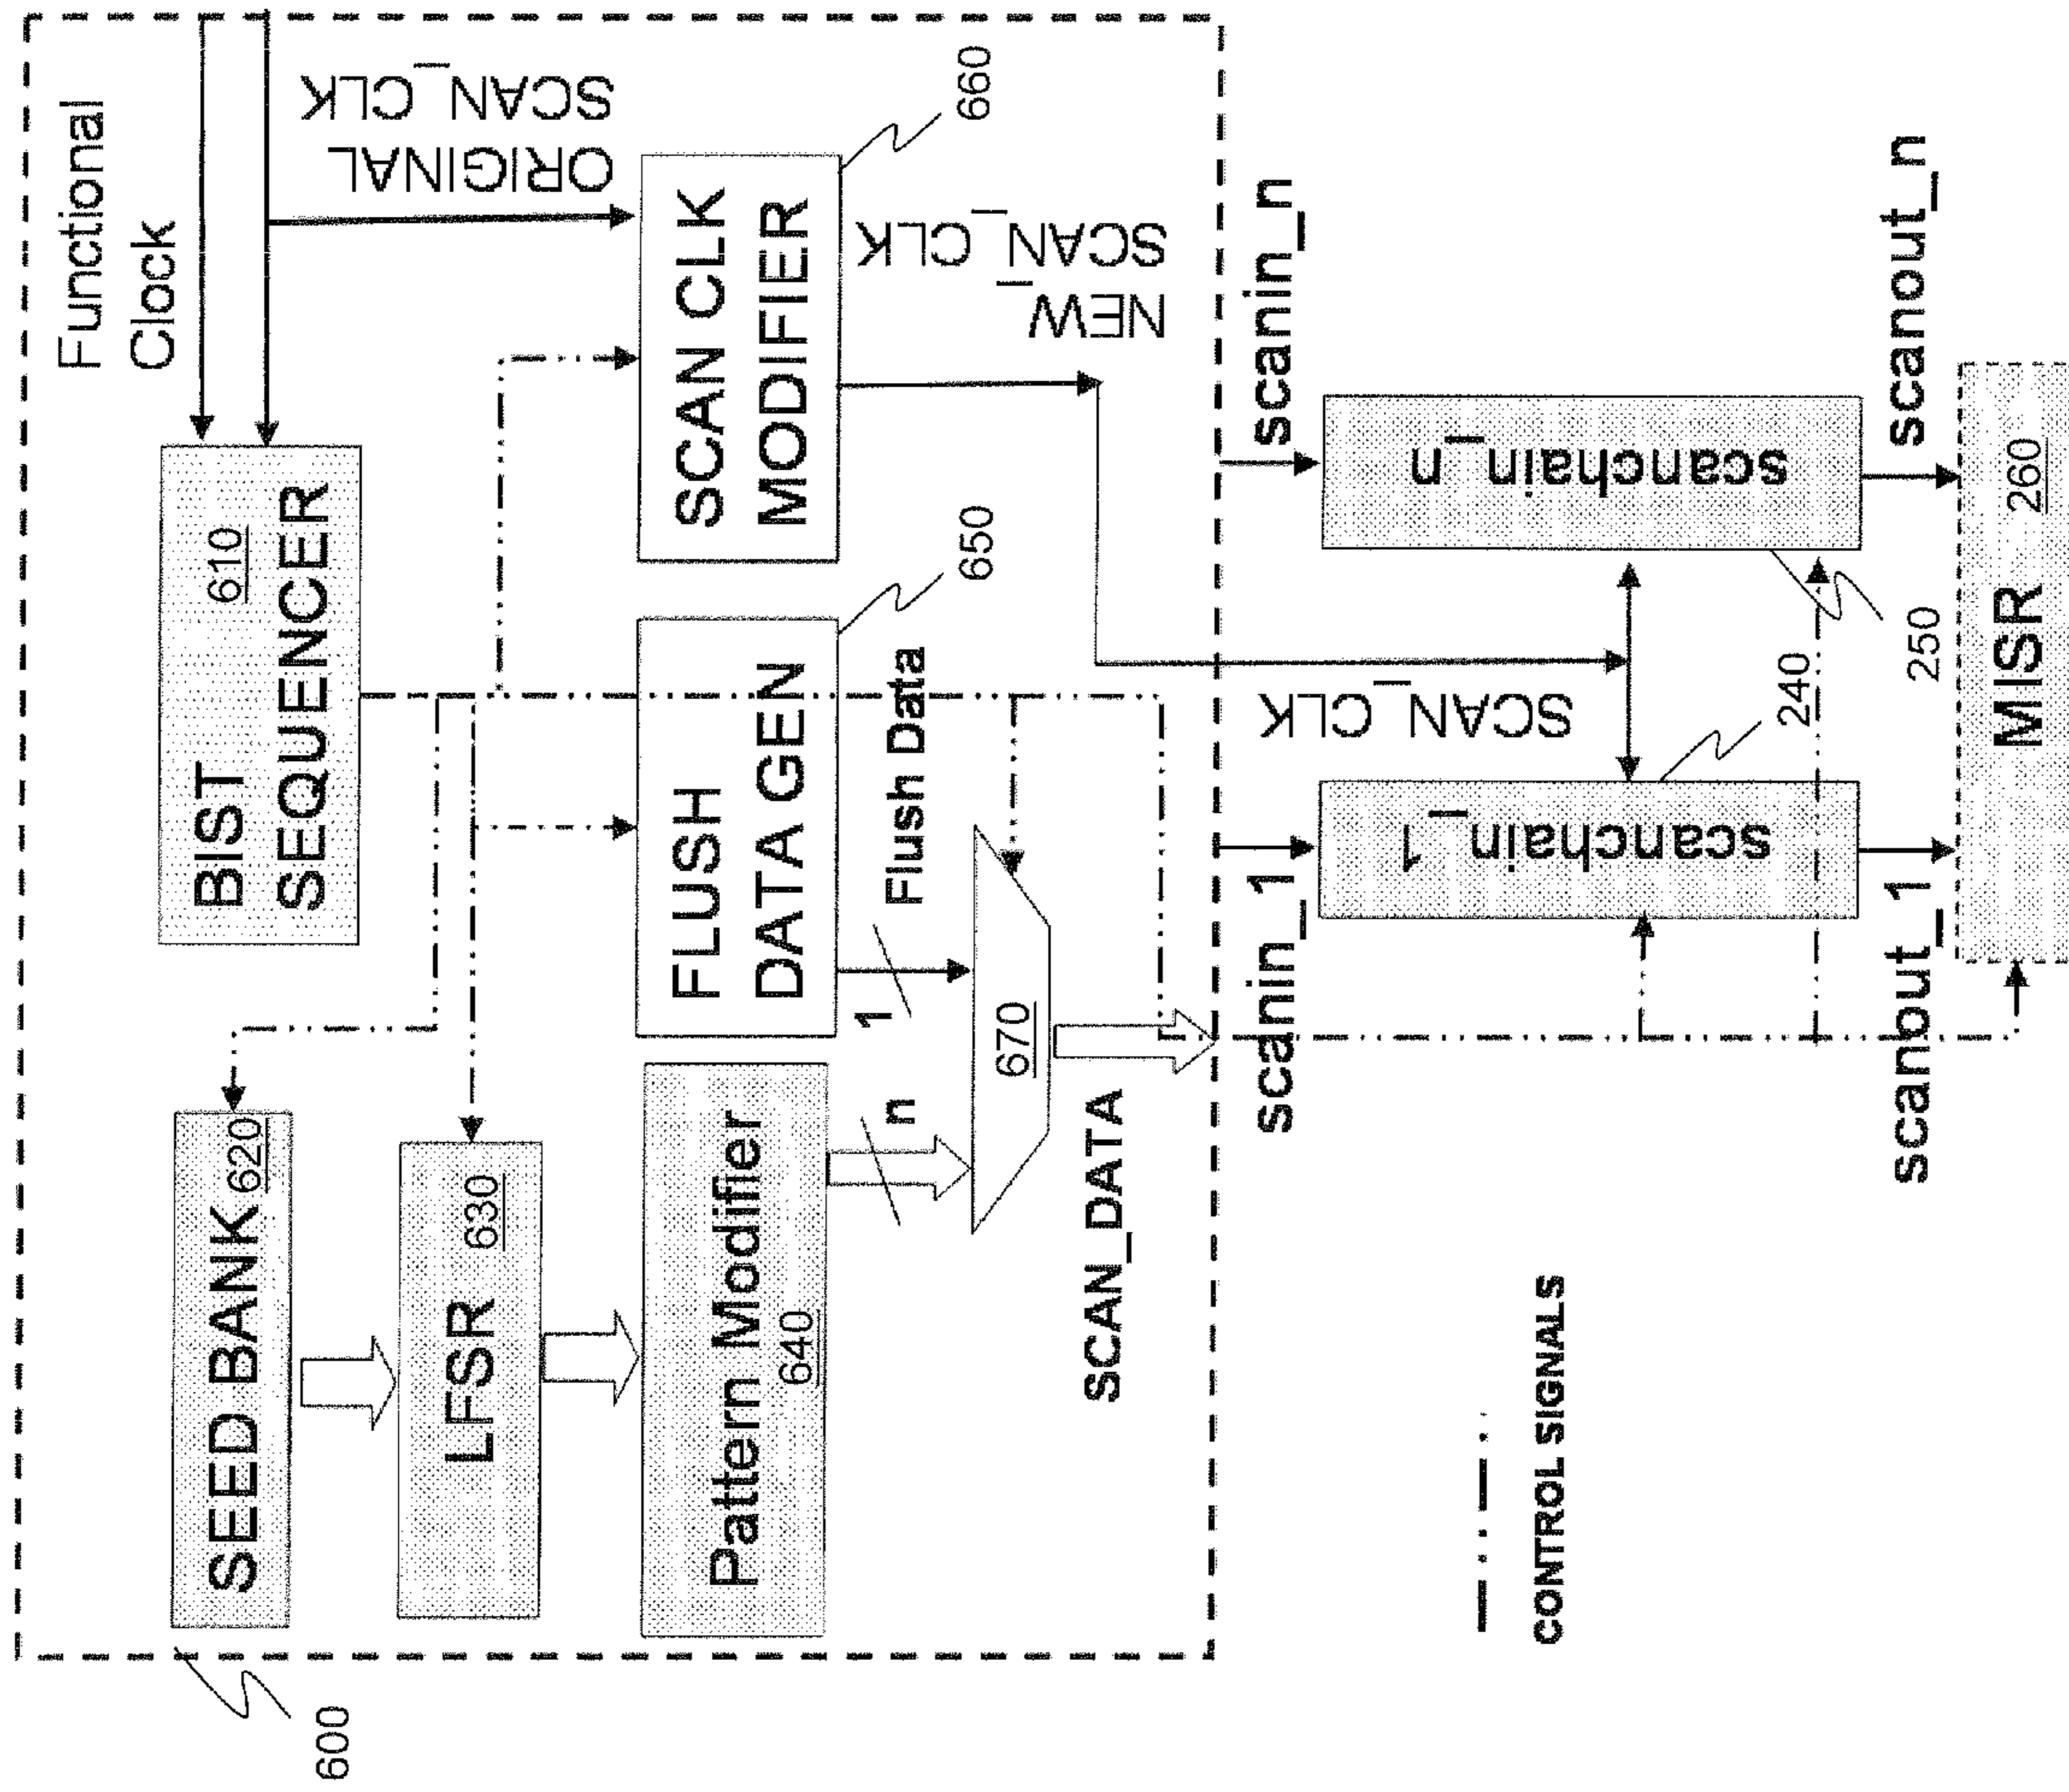 Functional
Clock
ORIGINAL
SCAN_CLK
BIST
610
SEQUENCER
SEED BANK 620
LFSR 630
Pattern Modifier
640
FLUSH
DATA GEN
650
SCAN CLK
MODIFIER
660
NEW_
SCAN_CLK
n
1
Flush Data
670
SCAN_DATA
600
scanin_1
scanin_n
SCAN_CLK
scanchain_1
240
scanchain_n
250
scanout_1
scanout_n
MISR 260
CONTROL SIGNALS